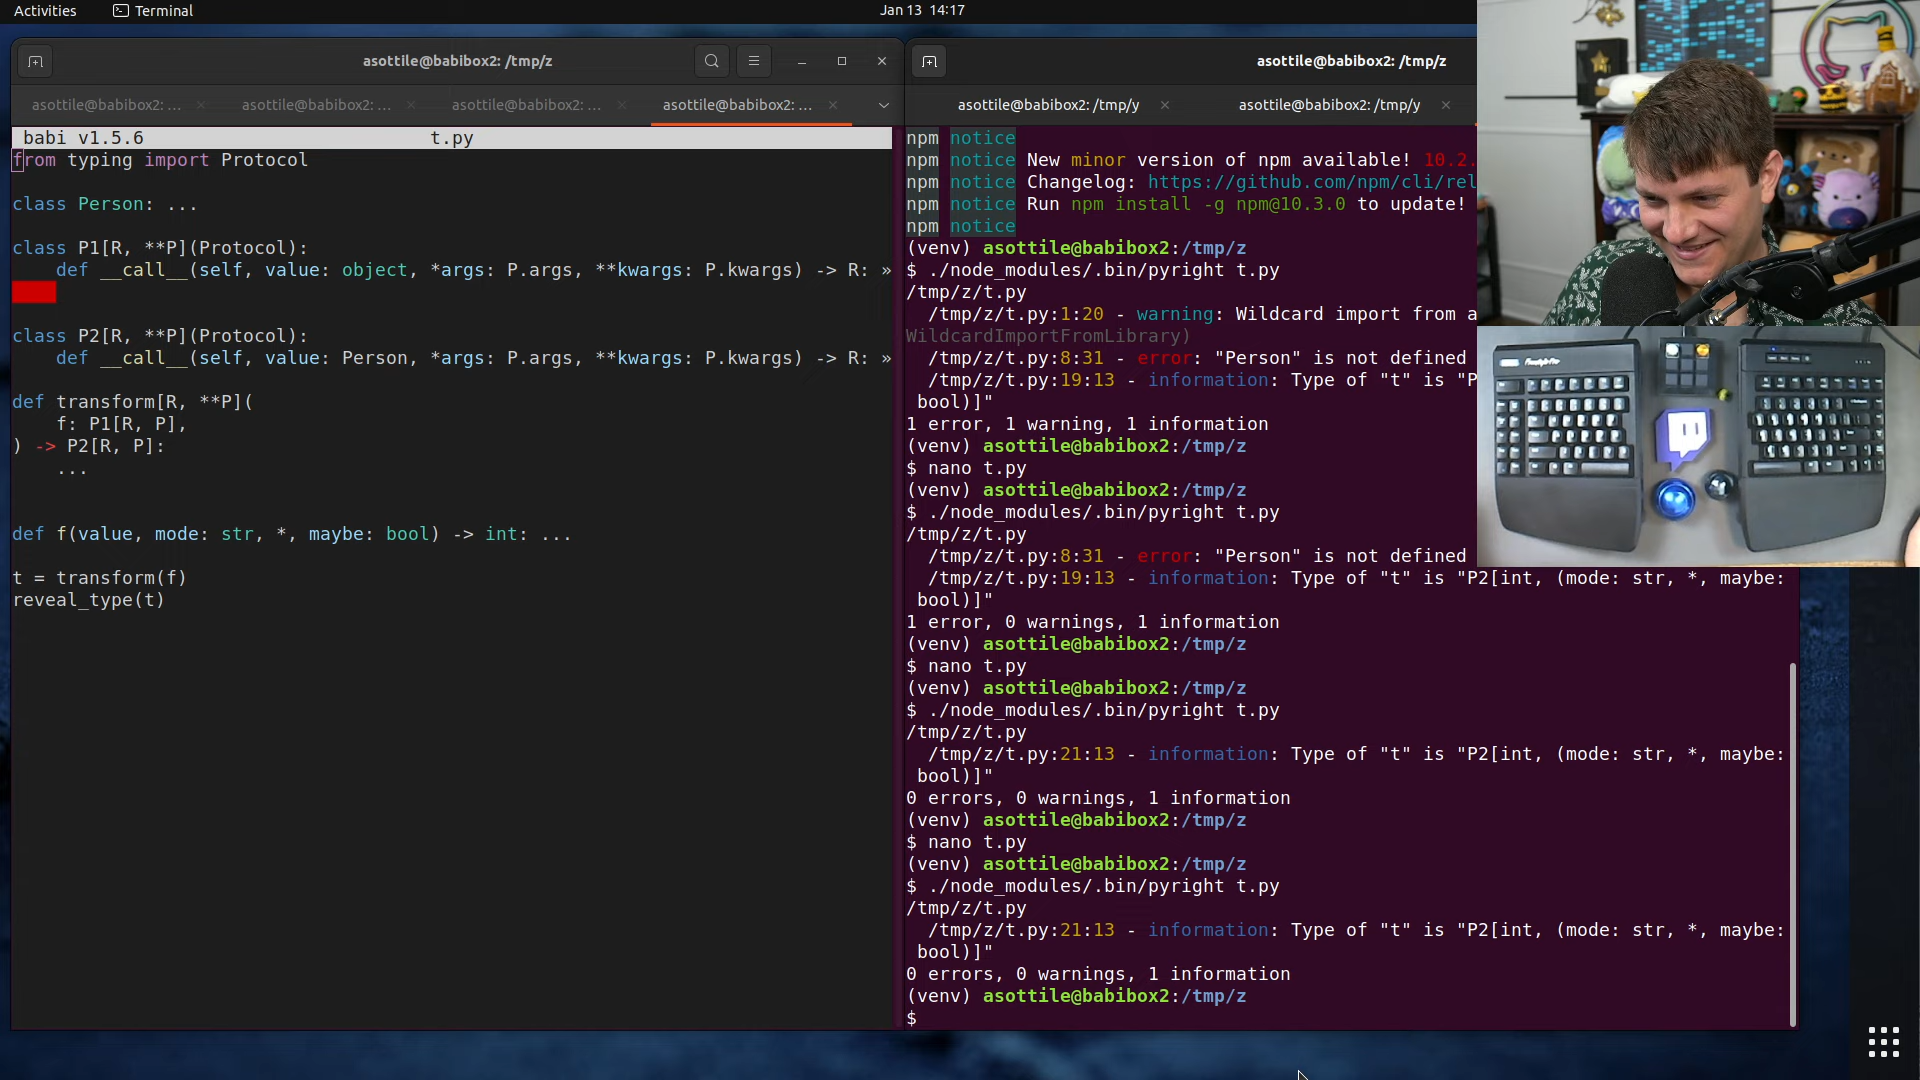 Activities
Terminal
Jan 13 14:17
asottile@babibox2: /tmp/z
asottile@babibox2: ...
asottile@babibox2: ...
asottile@babibox2: ...
asottile@babibox2: ...
babi v1.5.6 t.py
from typing import Protocol
class Person: ...
class P1[R, **P](Protocol):
def __call__(self, value: object, *args: P.args, **kwargs: P.kwargs) -> R: »
class P2[R, **P](Protocol):
def __call__(self, value: Person, *args: P.args, **kwargs: P.kwargs) -> R: »
def transform[R, **P](
f: P1[R, P],
) -> P2[R, P]:
...
def f(value, mode: str, *, maybe: bool) -> int: ...
t = transform(f)
reveal_type(t)
asottile@babibox2: /tmp/z
asottile@babibox2: /tmp/y
asottile@babibox2: /tmp/y
npm notice
npm notice New minor version of npm available! 10.2.
npm notice Changelog: https://github.com/npm/cli/rel
npm notice Run npm install -g npm@10.3.0 to update!
npm notice
(venv) asottile@babibox2:/tmp/z
$ ./node_modules/.bin/pyright t.py
/tmp/z/t.py
/tmp/z/t.py:1:20 - warning: Wildcard import from a
WildcardImportFromLibrary)
/tmp/z/t.py:8:31 - error: "Person" is not defined
/tmp/z/t.py:19:13 - information: Type of "t" is "P
bool)]"
1 error, 1 warning, 1 information
(venv) asottile@babibox2:/tmp/z
$ nano t.py
(venv) asottile@babibox2:/tmp/z
$ ./node_modules/.bin/pyright t.py
/tmp/z/t.py
/tmp/z/t.py:8:31 - error: "Person" is not defined
/tmp/z/t.py:19:13 - information: Type of "t" is "P2[int, (mode: str, *, maybe:
bool)]"
1 error, 0 warnings, 1 information
(venv) asottile@babibox2:/tmp/z
$ nano t.py
(venv) asottile@babibox2:/tmp/z
$ ./node_modules/.bin/pyright t.py
/tmp/z/t.py
/tmp/z/t.py:21:13 - information: Type of "t" is "P2[int, (mode: str, *, maybe:
bool)]"
0 errors, 0 warnings, 1 information
(venv) asottile@babibox2:/tmp/z
$ nano t.py
(venv) asottile@babibox2:/tmp/z
$ ./node_modules/.bin/pyright t.py
/tmp/z/t.py
/tmp/z/t.py:21:13 - information: Type of "t" is "P2[int, (mode: str, *, maybe:
bool)]"
0 errors, 0 warnings, 1 information
(venv) asottile@babibox2:/tmp/z
$